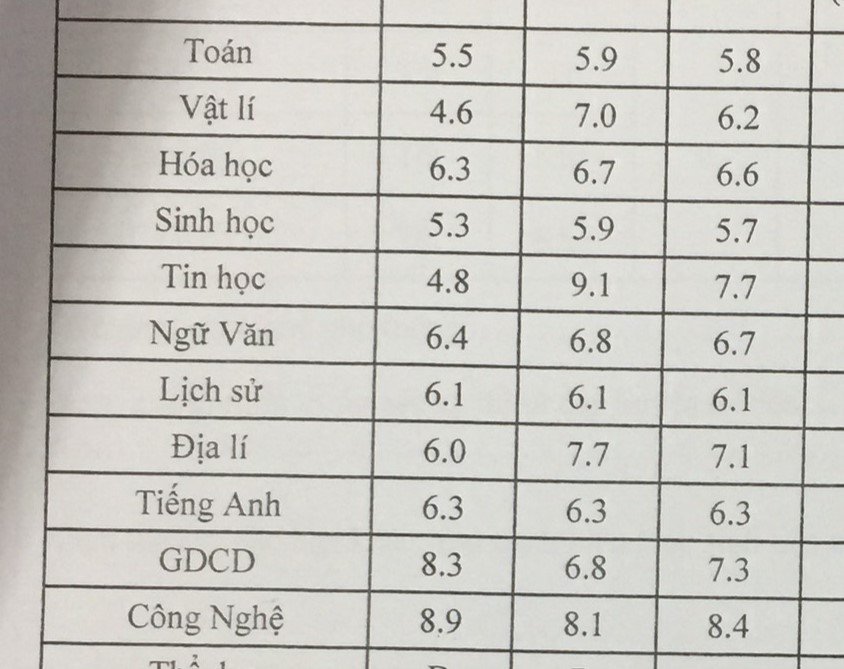 Toán 5.5 5.9 5.8
Vật lí 4.6 7.0 6.2
Hóa học 6.3 6.7 6.6
Sinh học 5.3 5.9 5.7
Tin học 4.8 9.1 7.7
Ngữ Văn 6.4 6.8 6.7
Lịch sử 6.1 6.1 6.1
Địa lí 6.0 7.7 7.1
Tiếng Anh 6.3 6.3 6.3
GDCD 8.3 6.8 7.3
Công Nghệ 8.9 8.1 8.4